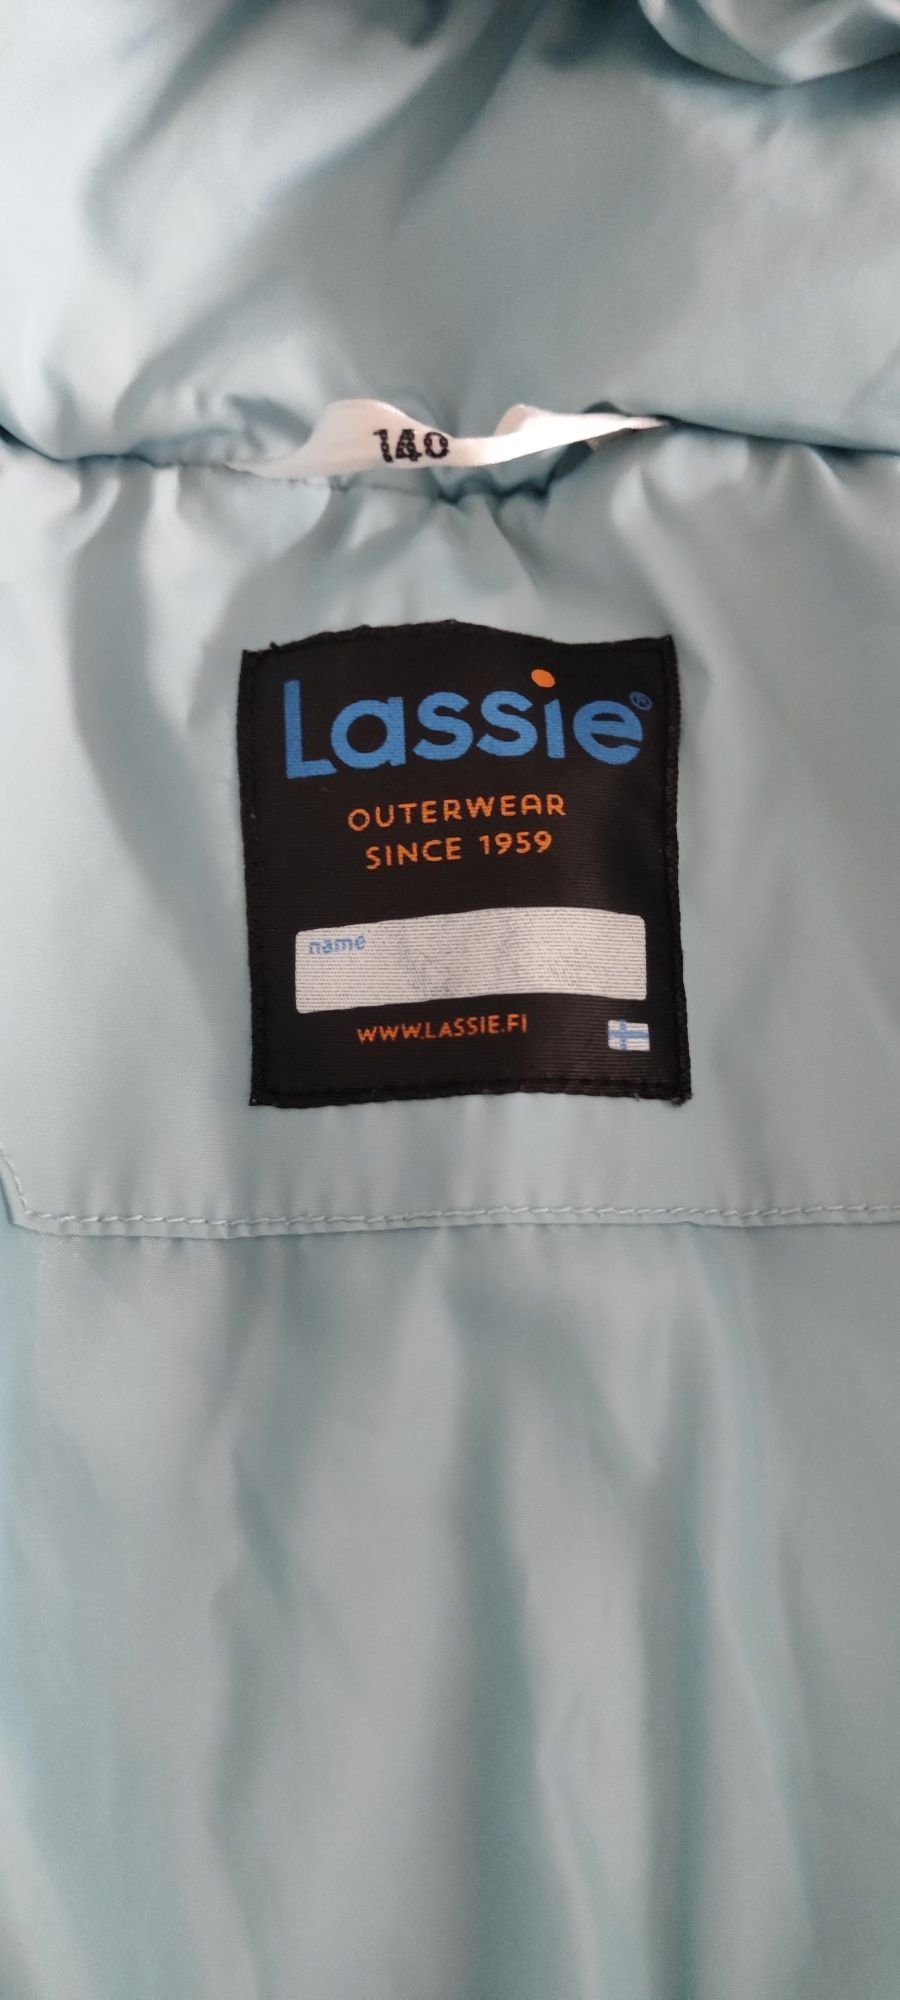 140
Lassie®
OUTERWEAR
SINCE 1959
name
WWW.LASSIE.FI